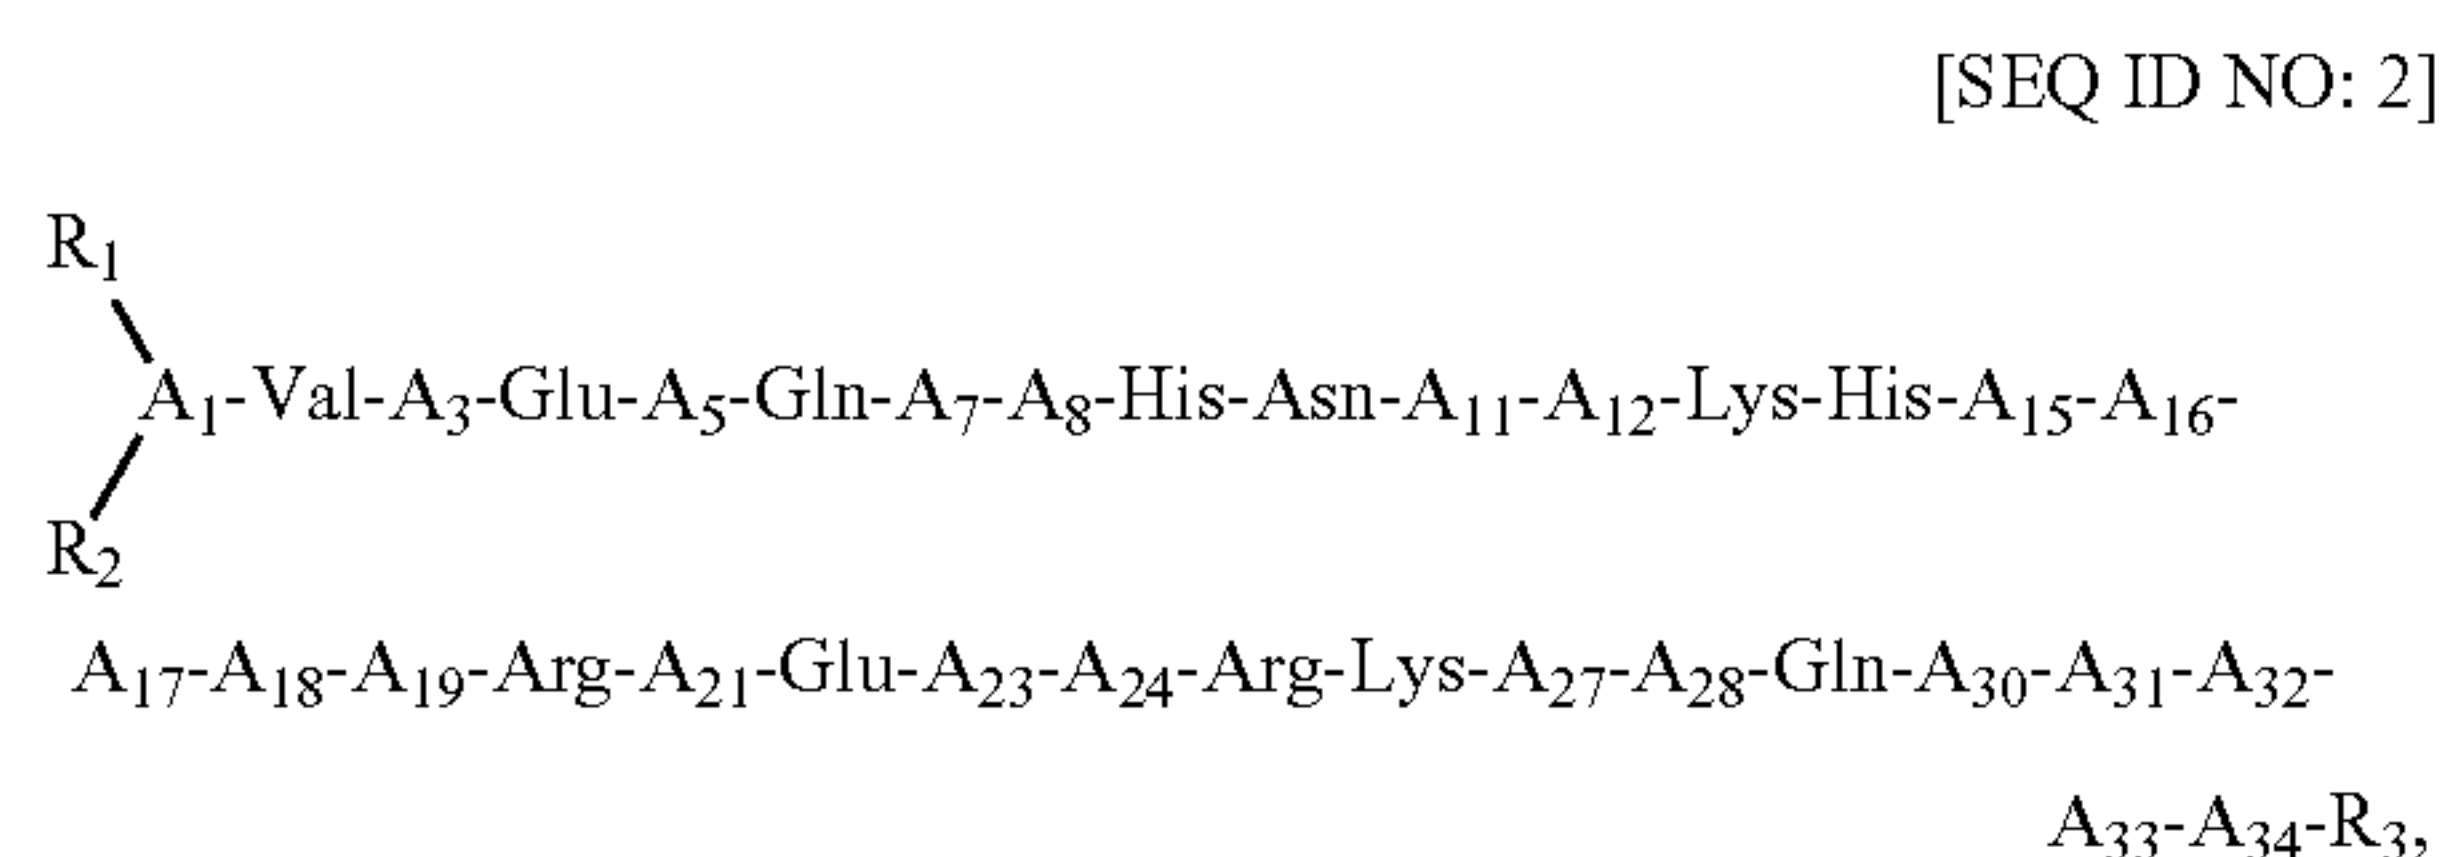 [SEQ ID NO: 2]
R1
A1-Val-A3-Glu-A5-Gln-A7-A8-His-Asn-A11-A12-Lys-His-A15-A16-
R2
A17-A18-A19-Arg-A21-Glu-A23-A24-Arg-Lys-A27-A28-Gln-A30-A31-A32-
A33-A34-R3,